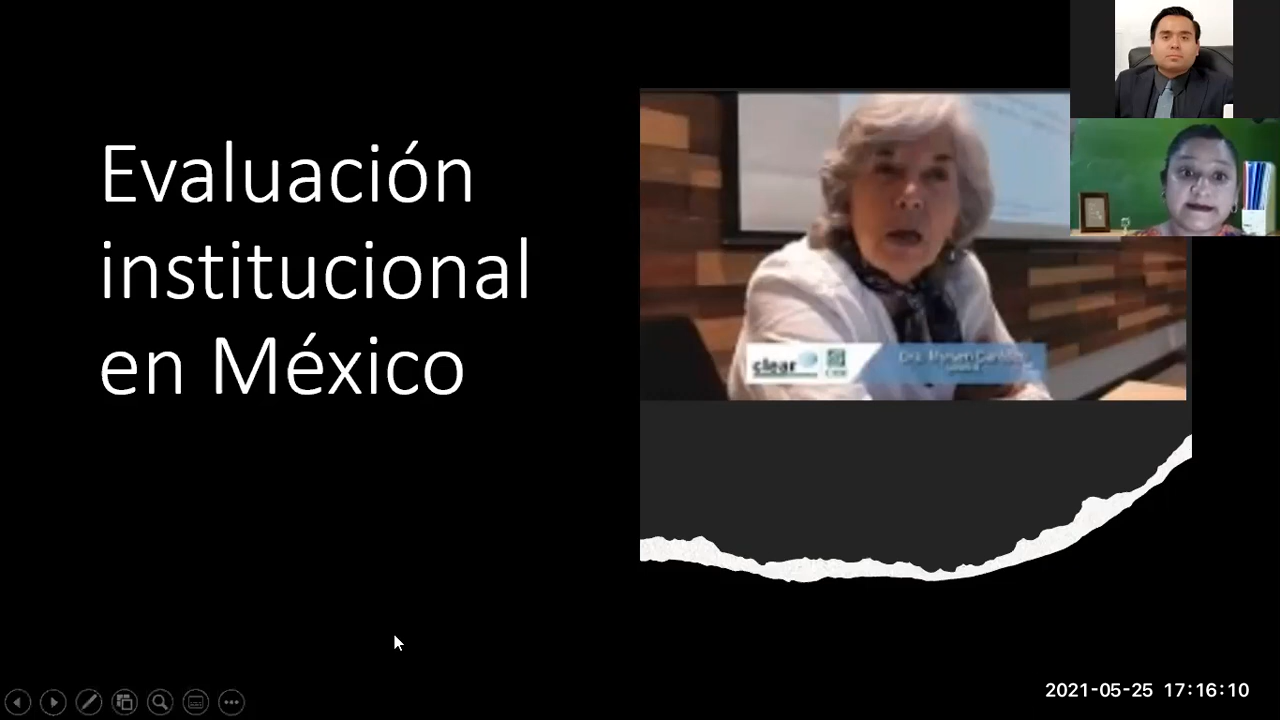 Evaluación
institucional
en México
clear
2021-05-25 17:16:10